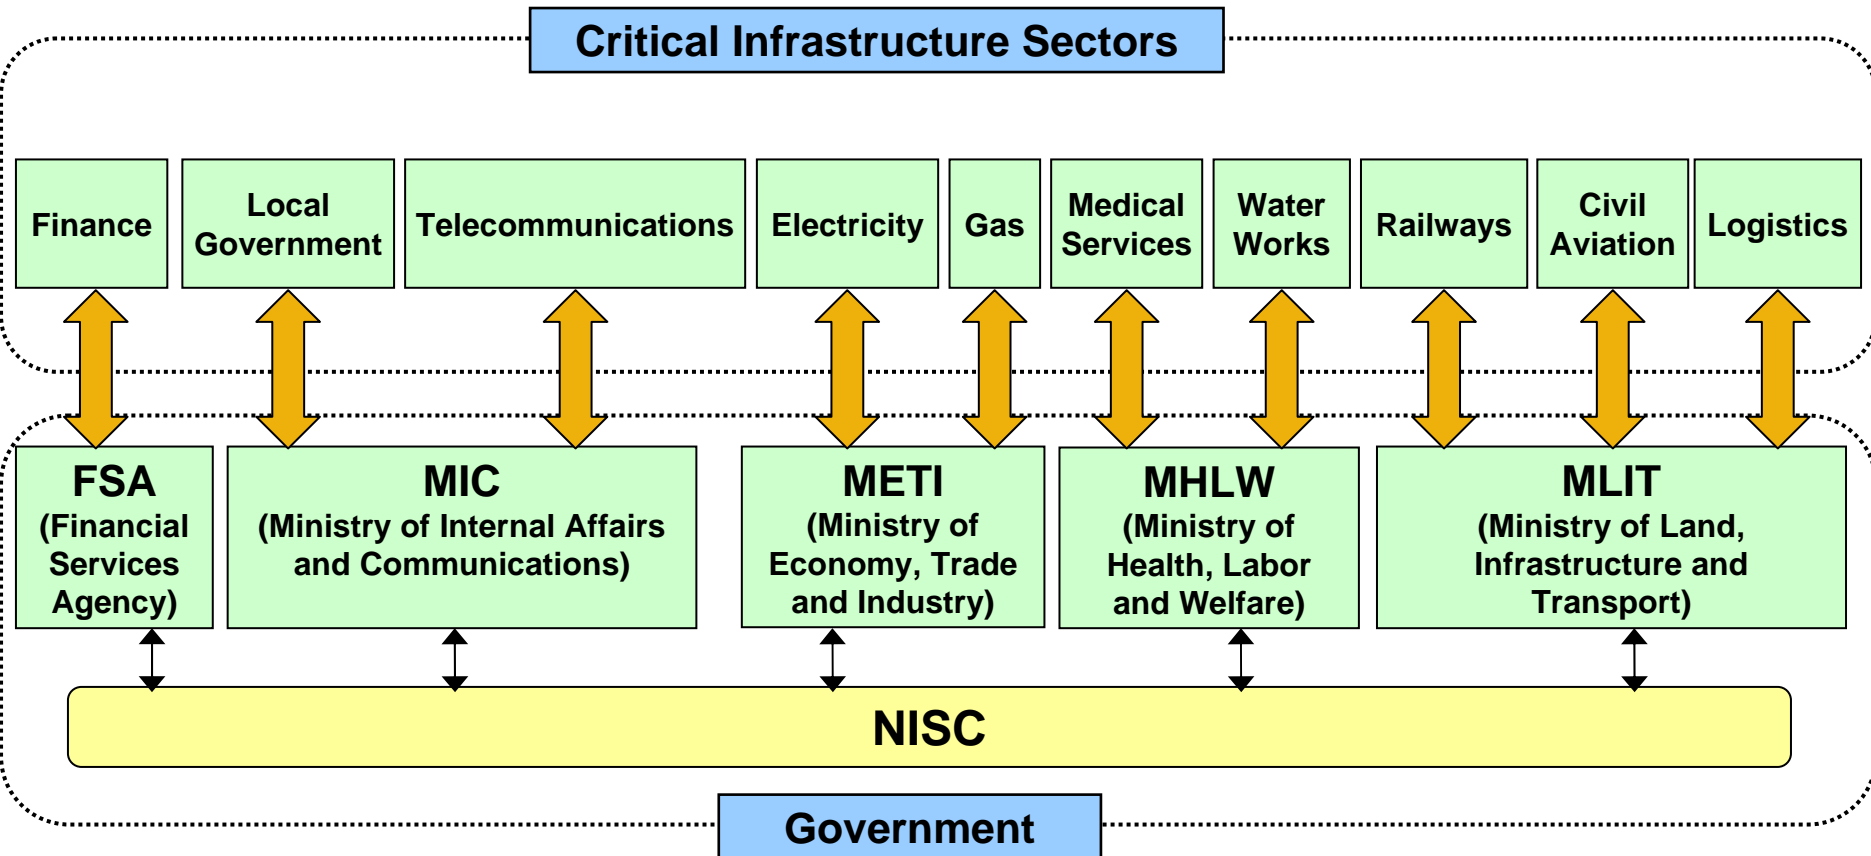 Critical Infrastructure Sectors
Finance
Local
Government
Telecommunications
Electricity
Gas
Medical
Services
Water
Works
Railways
Civil
Aviation
Logistics
FSA
(Financial
Services
Agency)
MIC
(Ministry of Internal Affairs
and Communications)
METI
(Ministry of
Economy, Trade
and Industry)
MHLW
(Ministry of
Health, Labor
and Welfare)
MLIT
(Ministry of Land,
Infrastructure and
Transport)
NISC
Government